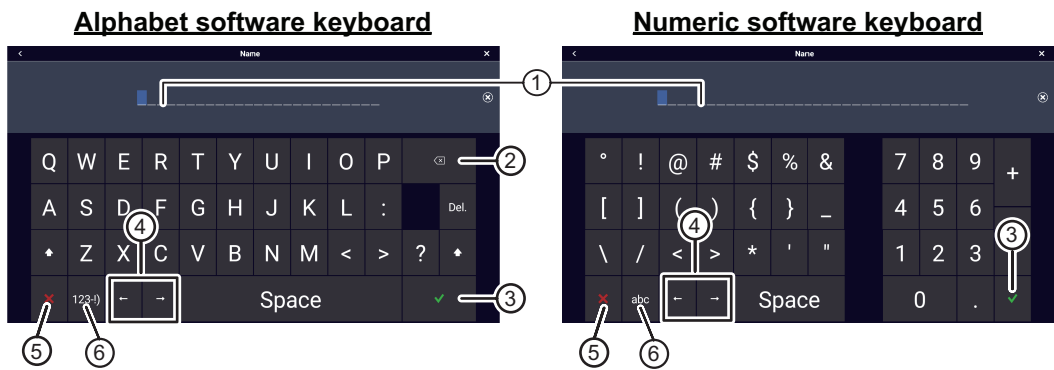 Alphabet software keyboard
< Name ×
①
Q W E R T Y U I O P ⌫ ②
A S D F G H J K L : Del.
④
Z X C V B N M < > ?
123-!) ← → Space ③
⑤ ⑥
Numeric software keyboard
< Name ×
° ! @ # $ % & 7 8 9 +
[ ] ( ) { } _ 4 5 6
④ ③
\ / < > * ' " 1 2 3
abc ← → Space 0 .
⑤ ⑥